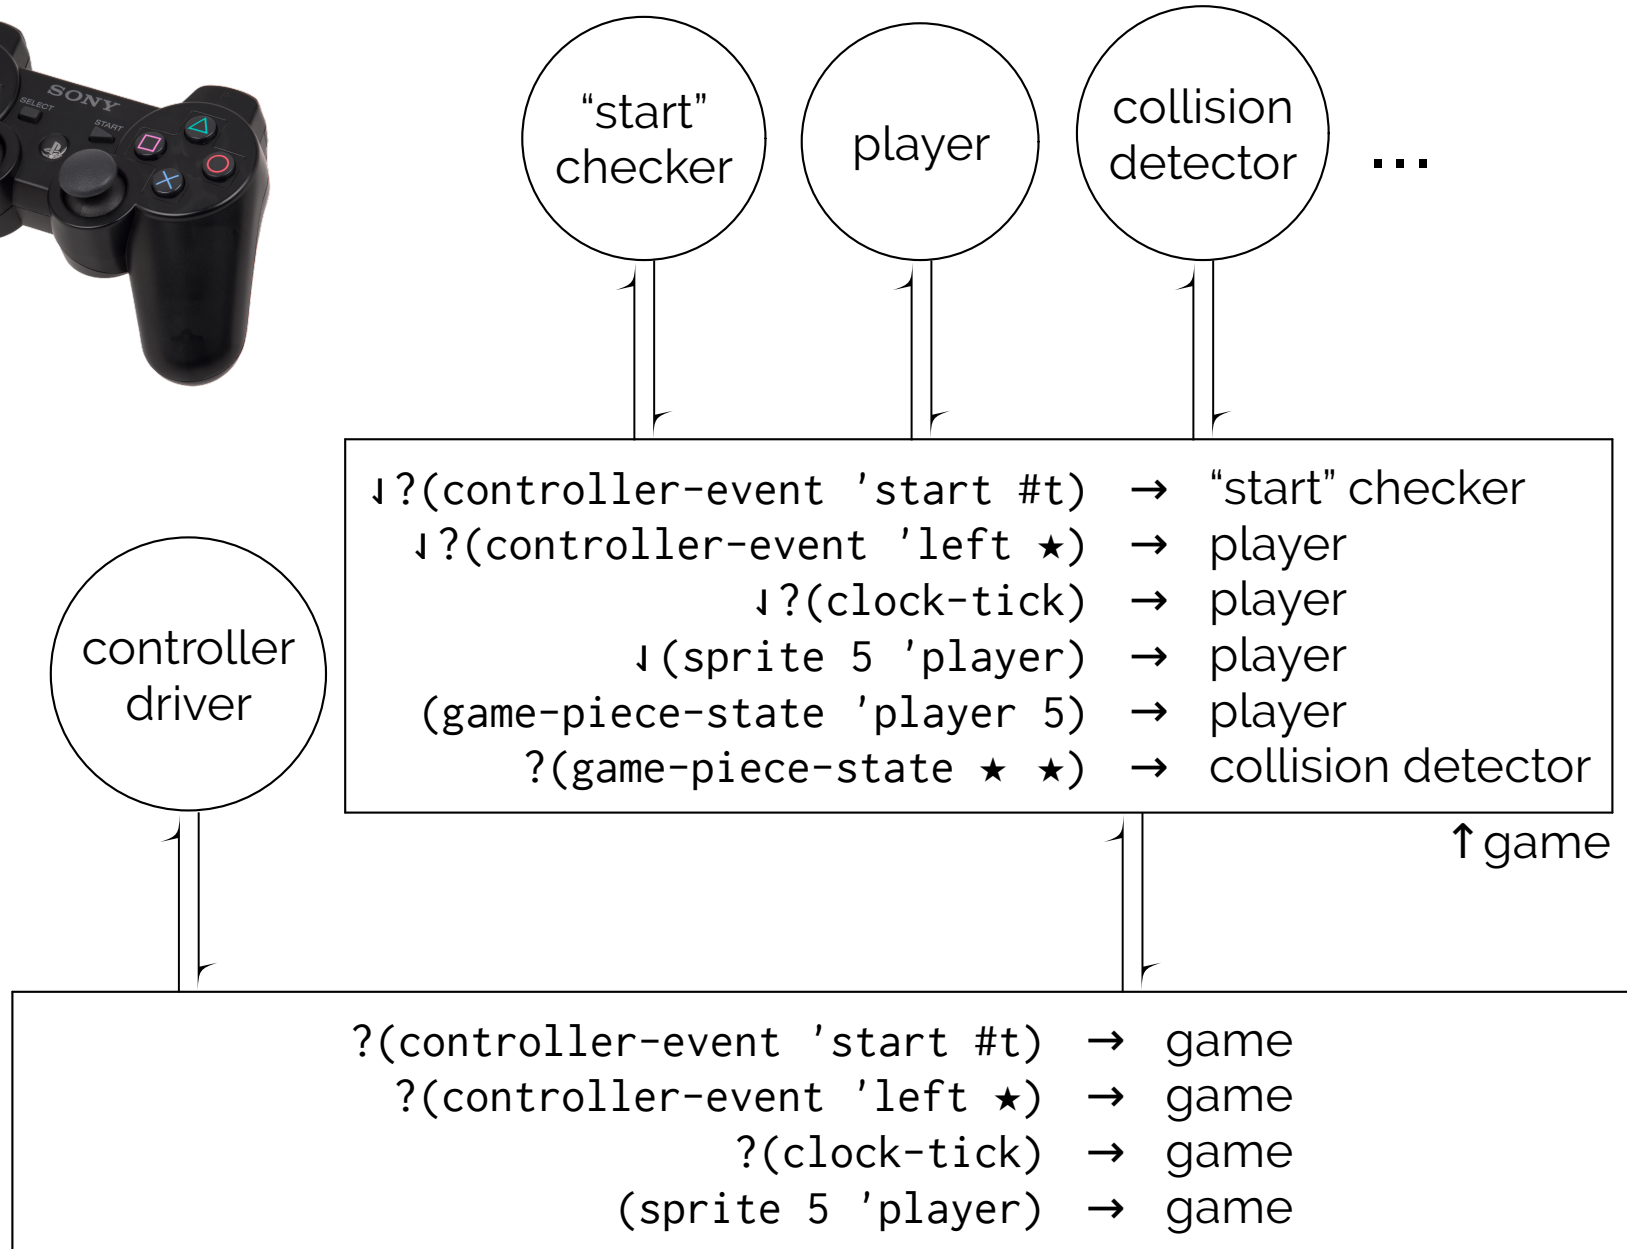 SONY
SELECT
START
“start”
checker
player
collision
detector
...
⇃?(controller-event 'start #t) → “start” checker
⇃?(controller-event 'left ★) → player
⇃?(clock-tick) → player
⇃(sprite 5 'player) → player
(game-piece-state 'player 5) → player
?(game-piece-state ★ ★) → collision detector
↑game
controller
driver
?(controller-event 'start #t) → game
?(controller-event 'left ★) → game
?(clock-tick) → game
(sprite 5 'player) → game